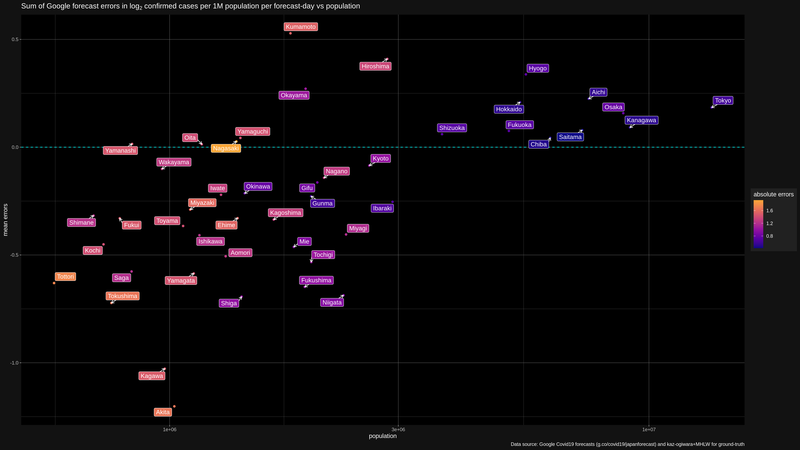 Sum of Google forecast errors in log2 confirmed cases per 1M population per forecast-day vs population
Kumamoto
0.5
Hiroshima
Hyogo
Okayama
Aichi
Tokyo
Hokkaido
Osaka
Kanagawa
Fukuoka
Shizuoka
Yamaguchi
Oita
Saitama
Chiba
0.0
Yamanashi
Nagasaki
Wakayama
Kyoto
Nagano
absolute errors
1.6
1.2
0.8
Iwate
Okinawa
Gifu
Miyazaki
Gunma
Ibaraki
mean errors
Kagoshima
Shimane
Fukui
Toyama
Ehime
Miyagi
Ishikawa
Mie
Kochi
Aomori
Tochigi
-0.5
Tottori
Saga
Yamagata
Fukushima
Tokushima
Shiga
Niigata
-1.0
Kagawa
Akita
1e+06
3e+06
1e+07
population
Data source: Google Covid19 forecasts (g.co/covid19/japanforecast) and kaz-ogiwara+MHLW for ground-truth